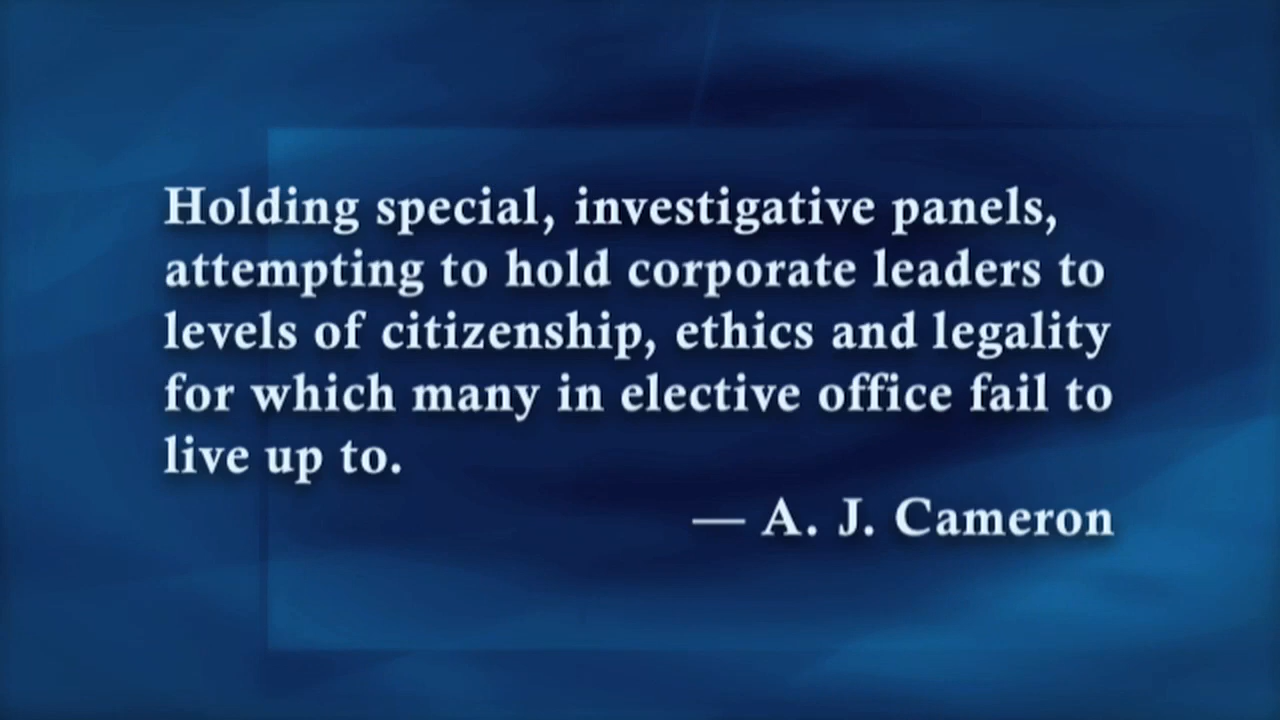 Holding special, investigative panels,
attempting to hold corporate leaders to
levels of citizenship, ethics and legality
for which many in elective office fail to
live up to.
— A. J. Cameron